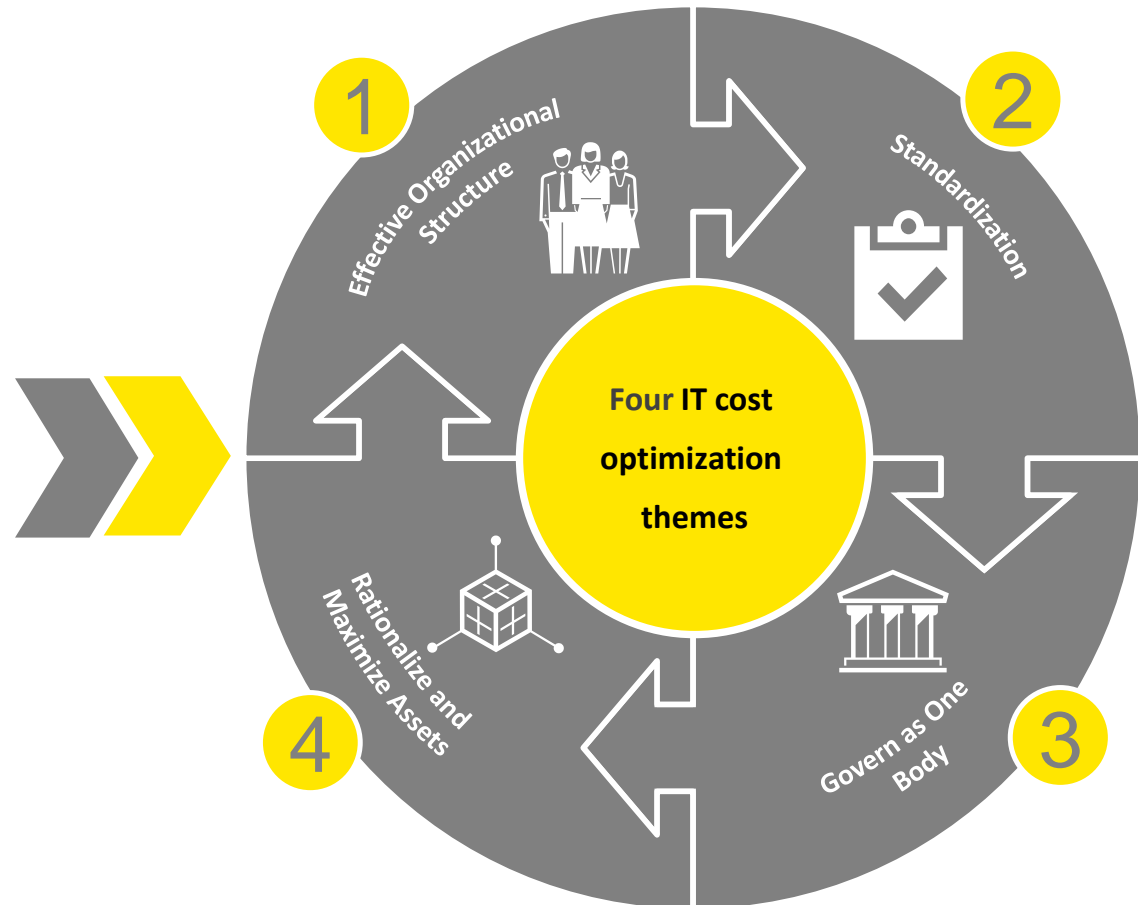 1
Effective Organizational
Structure
2
Standardization
Four IT cost
optimization
themes
3
Govern as One
Body
4
Rationalize and
Maximize Assets